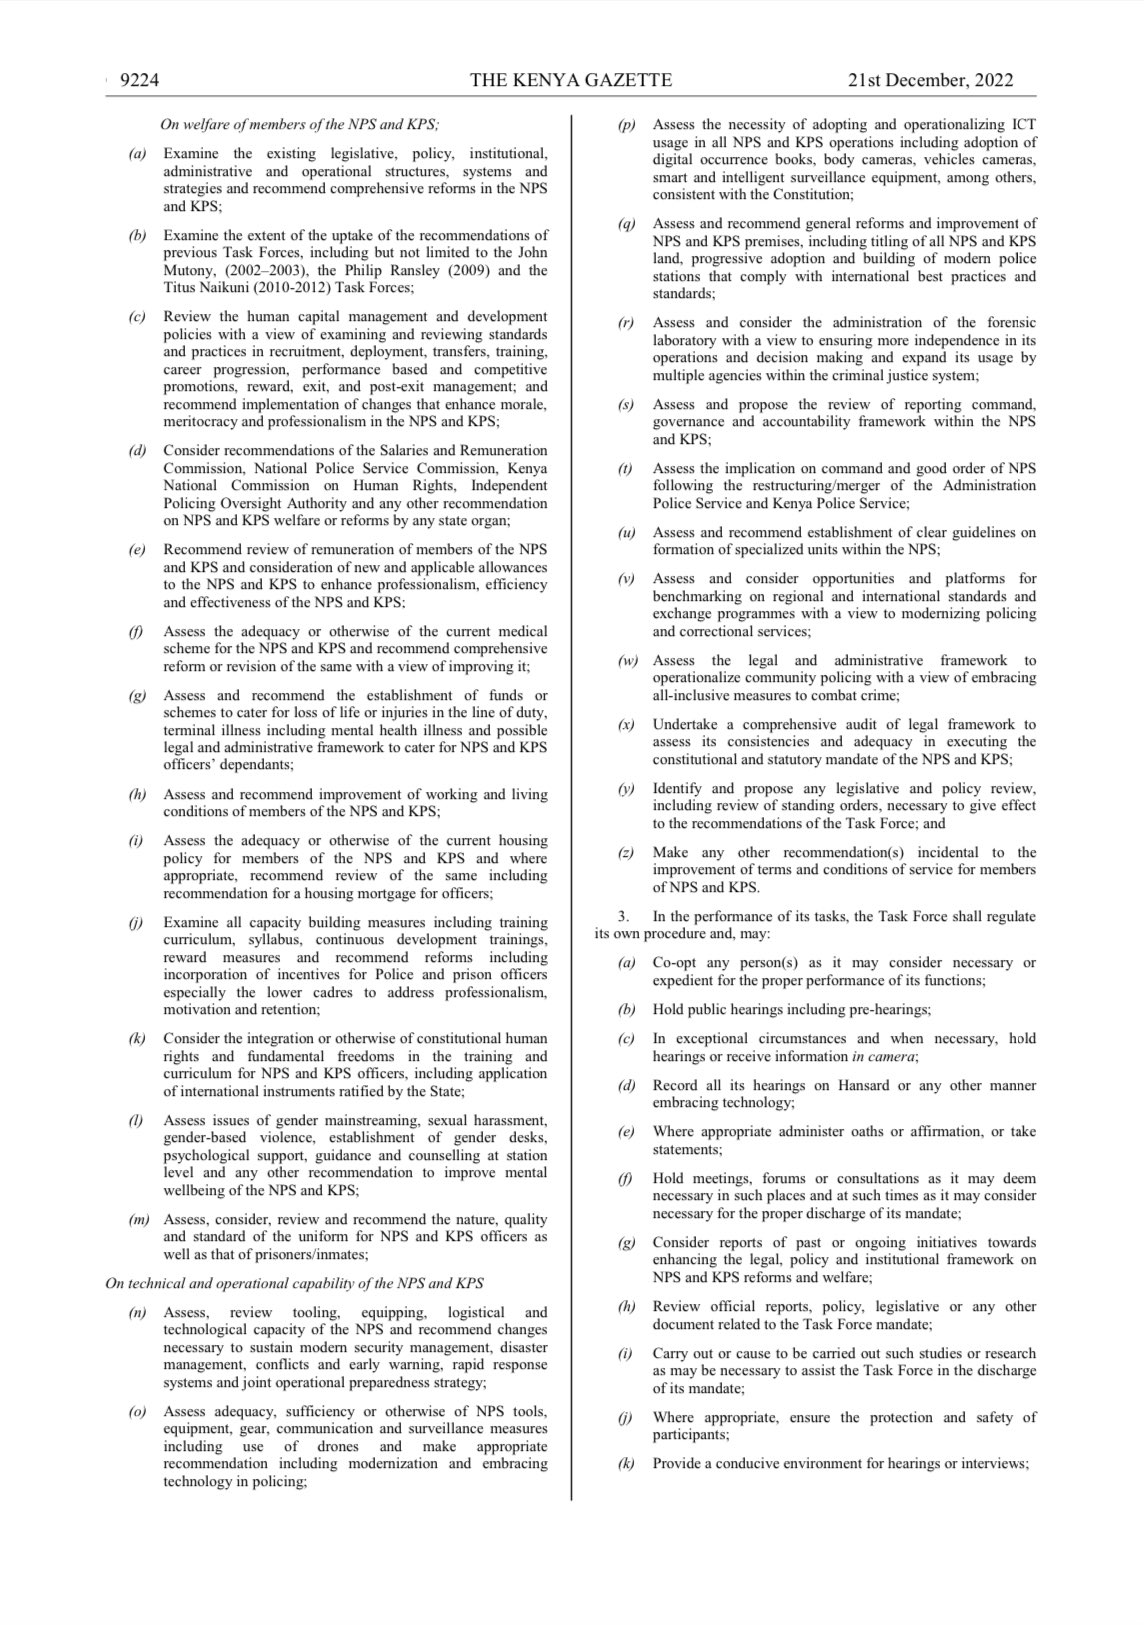 9224
THE KENYA GAZETTE
21st December, 2022
On welfare of members of the NPS and KPS;
(a) Examine the existing legislative, policy, institutional,
administrative and operational structures, systems and
strategies and recommend comprehensive reforms in the NPS
and KPS;
(b) Examine the extent of the uptake of the recommendations of
previous Task Forces, including but not limited to the John
Mutony, (2002–2003), the Philip Ransley (2009) and the
Titus Naikuni (2010-2012) Task Forces;
(c) Review the human capital management and development
policies with a view of examining and reviewing standards
and practices in recruitment, deployment, transfers, training,
career progression, performance based and competitive
promotions, reward, exit, and post-exit management; and
recommend implementation of changes that enhance morale,
meritocracy and professionalism in the NPS and KPS;
(d) Consider recommendations of the Salaries and Remuneration
Commission, National Police Service Commission, Kenya
National Commission on Human Rights, Independent
Policing Oversight Authority and any other recommendation
on NPS and KPS welfare or reforms by any state organ;
(e) Recommend review of remuneration of members of the NPS
and KPS and consideration of new and applicable allowances
to the NPS and KPS to enhance professionalism, efficiency
and effectiveness of the NPS and KPS;
(f) Assess the adequacy or otherwise of the current medical
scheme for the NPS and KPS and recommend comprehensive
reform or revision of the same with a view of improving it;
(g) Assess and recommend the establishment of funds or
schemes to cater for loss of life or injuries in the line of duty,
terminal illness including mental health illness and possible
legal and administrative framework to cater for NPS and KPS
officers’ dependants;
(h) Assess and recommend improvement of working and living
conditions of members of the NPS and KPS;
(i) Assess the adequacy or otherwise of the current housing
policy for members of the NPS and KPS and where
appropriate, recommend review of the same including
recommendation for a housing mortgage for officers;
(j) Examine all capacity building measures including training
curriculum, syllabus, continuous development trainings,
reward measures and recommend reforms including
incorporation of incentives for Police and prison officers
especially the lower cadres to address professionalism,
motivation and retention;
(k) Consider the integration or otherwise of constitutional human
rights and fundamental freedoms in the training and
curriculum for NPS and KPS officers, including application
of international instruments ratified by the State;
(l) Assess issues of gender mainstreaming, sexual harassment,
gender-based violence, establishment of gender desks,
psychological support, guidance and counselling at station
level and any other recommendation to improve mental
wellbeing of the NPS and KPS;
(m) Assess, consider, review and recommend the nature, quality
and standard of the uniform for NPS and KPS officers as
well as that of prisoners/inmates;
On technical and operational capability of the NPS and KPS
(n) Assess, review tooling, equipping, logistical and
technological capacity of the NPS and recommend changes
necessary to sustain modern security management, disaster
management, conflicts and early warning, rapid response
systems and joint operational preparedness strategy;
(o) Assess adequacy, sufficiency or otherwise of NPS tools,
equipment, gear, communication and surveillance measures
including use of drones and make appropriate
recommendation including modernization and embracing
technology in policing;
(p) Assess the necessity of adopting and operationalizing ICT
usage in all NPS and KPS operations including adoption of
digital occurrence books, body cameras, vehicles cameras,
smart and intelligent surveillance equipment, among others,
consistent with the Constitution;
(q) Assess and recommend general reforms and improvement of
NPS and KPS premises, including titling of all NPS and KPS
land, progressive adoption and building of modern police
stations that comply with international best practices and
standards;
(r) Assess and consider the administration of the forensic
laboratory with a view to ensuring more independence in its
operations and decision making and expand its usage by
multiple agencies within the criminal justice system;
(s) Assess and propose the review of reporting command,
governance and accountability framework within the NPS
and KPS;
(t) Assess the implication on command and good order of NPS
following the restructuring/merger of the Administration
Police Service and Kenya Police Service;
(u) Assess and recommend establishment of clear guidelines on
formation of specialized units within the NPS;
(v) Assess and consider opportunities and platforms for
benchmarking on regional and international standards and
exchange programmes with a view to modernizing policing
and correctional services;
(w) Assess the legal and administrative framework to
operationalize community policing with a view of embracing
all-inclusive measures to combat crime;
(x) Undertake a comprehensive audit of legal framework to
assess its consistencies and adequacy in executing the
constitutional and statutory mandate of the NPS and KPS;
(y) Identify and propose any legislative and policy review,
including review of standing orders, necessary to give effect
to the recommendations of the Task Force; and
(z) Make any other recommendation(s) incidental to the
improvement of terms and conditions of service for members
of NPS and KPS.
3. In the performance of its tasks, the Task Force shall regulate
its own procedure and, may:
(a) Co-opt any person(s) as it may consider necessary or
expedient for the proper performance of its functions;
(b) Hold public hearings including pre-hearings;
(c) In exceptional circumstances and when necessary, hold
hearings or receive information in camera;
(d) Record all its hearings on Hansard or any other manner
embracing technology;
(e) Where appropriate administer oaths or affirmation, or take
statements;
(f) Hold meetings, forums or consultations as it may deem
necessary in such places and at such times as it may consider
necessary for the proper discharge of its mandate;
(g) Consider reports of past or ongoing initiatives towards
enhancing the legal, policy and institutional framework on
NPS and KPS reforms and welfare;
(h) Review official reports, policy, legislative or any other
document related to the Task Force mandate;
(i) Carry out or cause to be carried out such studies or research
as may be necessary to assist the Task Force in the discharge
of its mandate;
(j) Where appropriate, ensure the protection and safety of
participants;
(k) Provide a conducive environment for hearings or interviews;